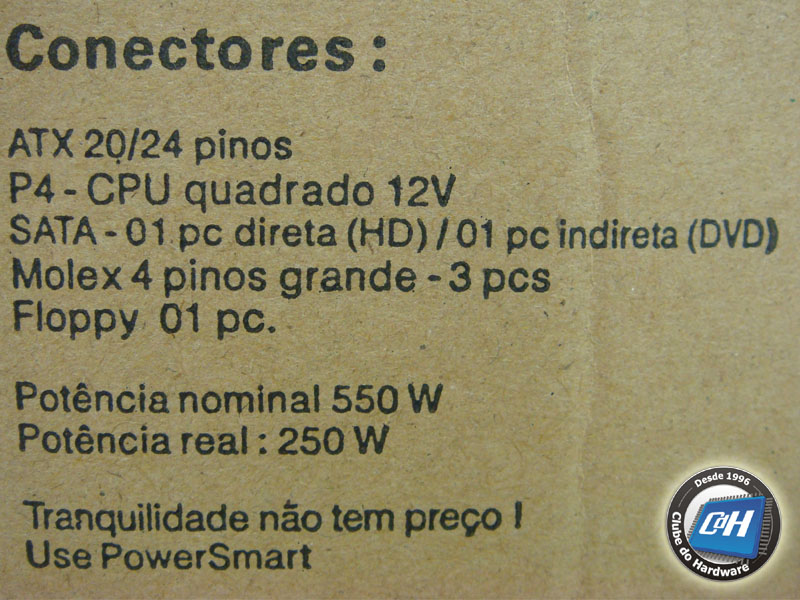 Conectores :
ATX 20/24 pinos
P4 - CPU quadrado 12V
SATA - 01 pc direta (HD) / 01 pc indireta (DVD)
Molex 4 pinos grande - 3 pcs
Floppy 01 pc.
Potência nominal 550 W
Potência real : 250 W
Tranquilidade não tem preço !
Use PowerSmart
Desde 1996
CdH
Clube do Hardware